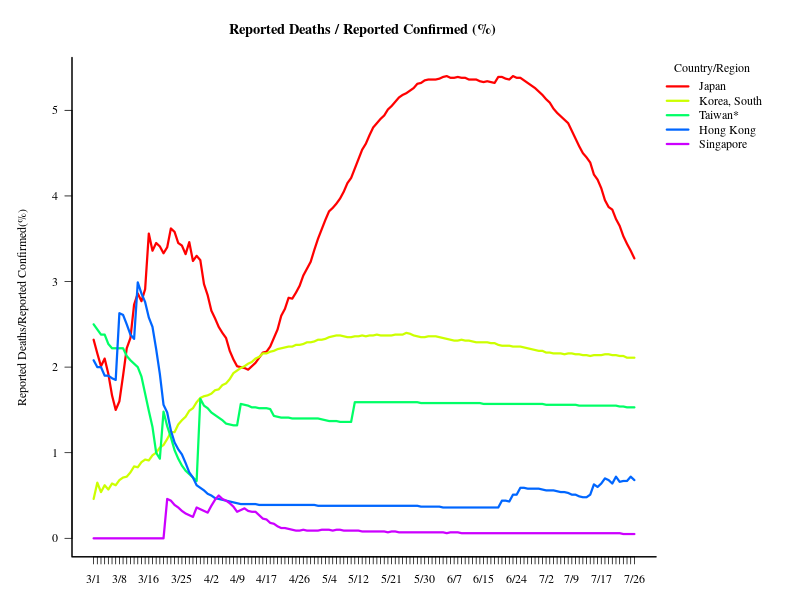 Reported Deaths / Reported Confirmed (%)
Country/Region
Japan
Korea, South
Taiwan*
Hong Kong
Singapore
Reported Deaths/Reported Confirmed(%)
5
4
3
2
1
0
3/1 3/8 3/16 3/25 4/2 4/9 4/17 4/26 5/4 5/12 5/21 5/30 6/7 6/15 6/24 7/2 7/9 7/17 7/26